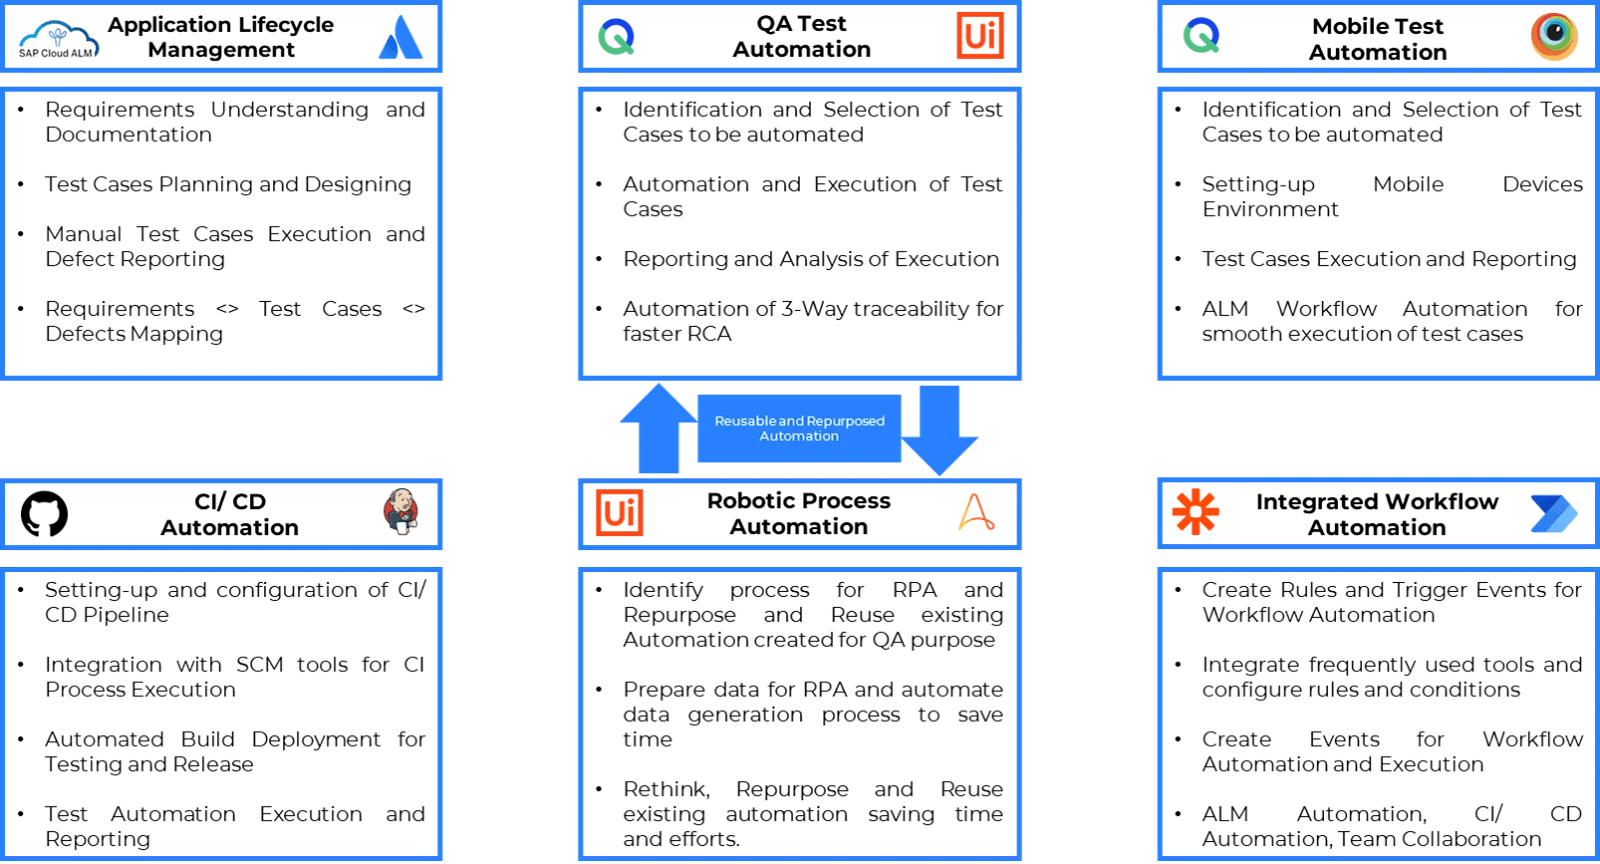 SAP Cloud ALM
Application Lifecycle
Management
• Requirements Understanding and
Documentation
• Test Cases Planning and Designing
• Manual Test Cases Execution and
Defect Reporting
• Requirements <> Test Cases <>
Defects Mapping
QA Test
Automation
Ui
• Identification and Selection of Test
Cases to be automated
• Automation and Execution of Test
Cases
• Reporting and Analysis of Execution
• Automation of 3-Way traceability for
faster RCA
Mobile Test
Automation
• Identification and Selection of Test
Cases to be automated
• Setting-up Mobile Devices
Environment
• Test Cases Execution and Reporting
• ALM Workflow Automation for
smooth execution of test cases
Reusable and Repurposed
Automation
CI/ CD
Automation
• Setting-up and configuration of CI/
CD Pipeline
• Integration with SCM tools for CI
Process Execution
• Automated Build Deployment for
Testing and Release
• Test Automation Execution and
Reporting
Ui
Robotic Process
Automation
• Identify process for RPA and
Repurpose and Reuse existing
Automation created for QA purpose
• Prepare data for RPA and automate
data generation process to save
time
• Rethink, Repurpose and Reuse
existing automation saving time
and efforts.
Integrated Workflow
Automation
• Create Rules and Trigger Events for
Workflow Automation
• Integrate frequently used tools and
configure rules and conditions
• Create Events for Workflow
Automation and Execution
• ALM Automation, CI/ CD
Automation, Team Collaboration